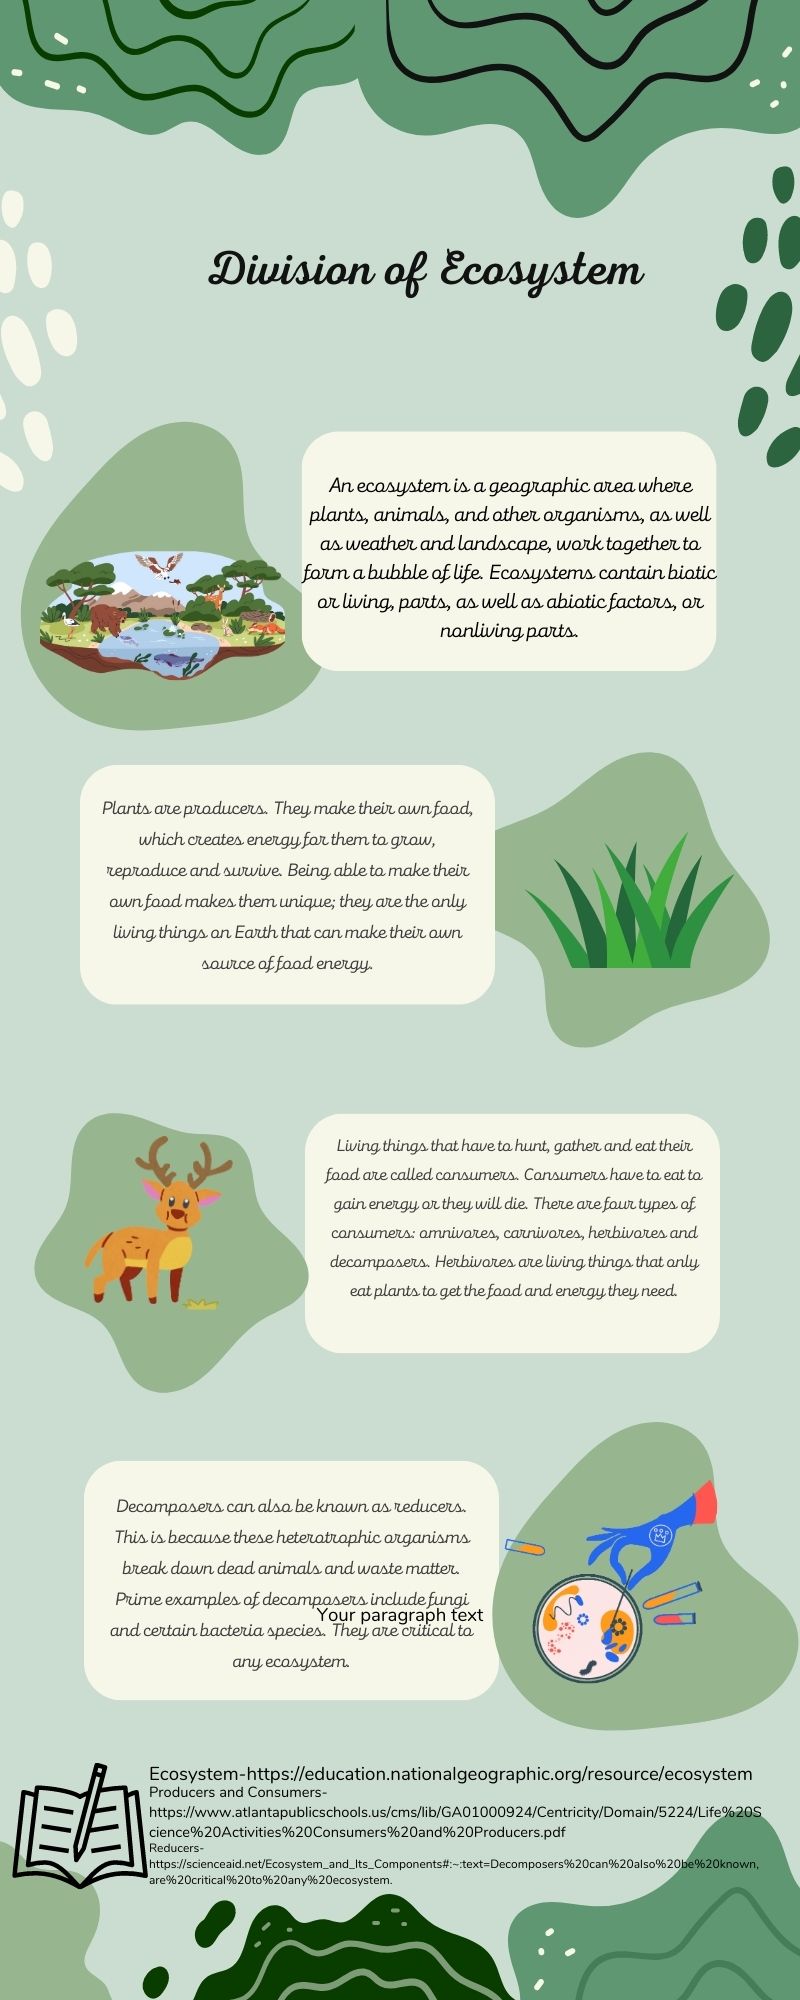 Division of Ecosystem
An ecosystem is a geographic area where
plants, animals, and other organisms, as well
as weather and landscape, work together to
form a bubble of life. Ecosystems contain biotic
or living, parts, as well as abiotic factors, or
nonliving parts.
Plants are producers. They make their own food,
which creates energy for them to grow,
reproduce and survive. Being able to make their
own food makes them unique; they are the only
living things on Earth that can make their own
source of food energy.
Living things that have to hunt, gather and eat their
food are called consumers. Consumers have to eat to
gain energy or they will die. There are four types of
consumers: omnivores, carnivores, herbivores and
decomposers. Herbivores are living things that only
eat plants to get the food and energy they need.
Decomposers can also be known as reducers.
This is because these heterotrophic organisms
break down dead animals and waste matter.
Prime examples of decomposers include fungi
Your paragraph text
and certain bacteria species. They are critical to
any ecosystem.
Ecosystem-https://education.nationalgeographic.org/resource/ecosystem
Producers and Consumers-
https://www.atlantapublicschools.us/cms/lib/GA01000924/Centricity/Domain/5224/Life%20S
cience%20Activities%20Consumers%20and%20Producers.pdf
Reducers-
https://scienceaid.net/Ecosystem_and_Its_Components#:~:text=Decomposers%20can%20also%20be%20known,
are%20critical%20to%20any%20ecosystem.